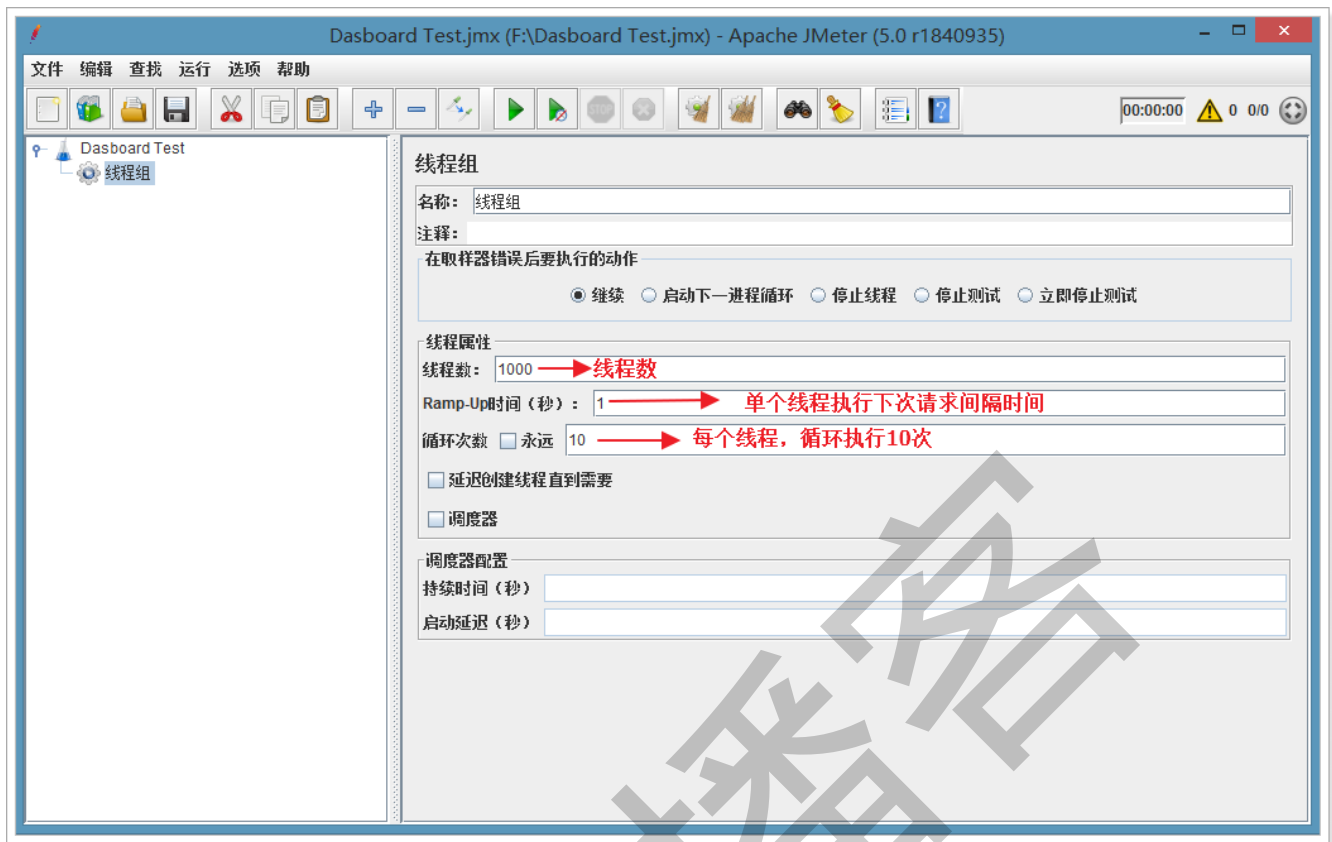 Dasboard Test.jmx (F:\Dasboard Test.jmx) - Apache JMeter (5.0 r1840935)
文件 编辑 查找 运行 选项 帮助
STOP
00:00:00 0 0/0
Dasboard Test
线程组
线程组
名称： 线程组
注释：
在取样器错误后要执行的动作
继续 启动下一进程循环 停止线程 停止测试 立即停止测试
线程属性
线程数： 1000 线程数
Ramp-Up时间（秒）： 1 单个线程执行下次请求间隔时间
循环次数 永远 10 每个线程，循环执行10次
延迟创建线程直到需要
调度器
调度器配置
持续时间（秒）
启动延迟（秒）
播客